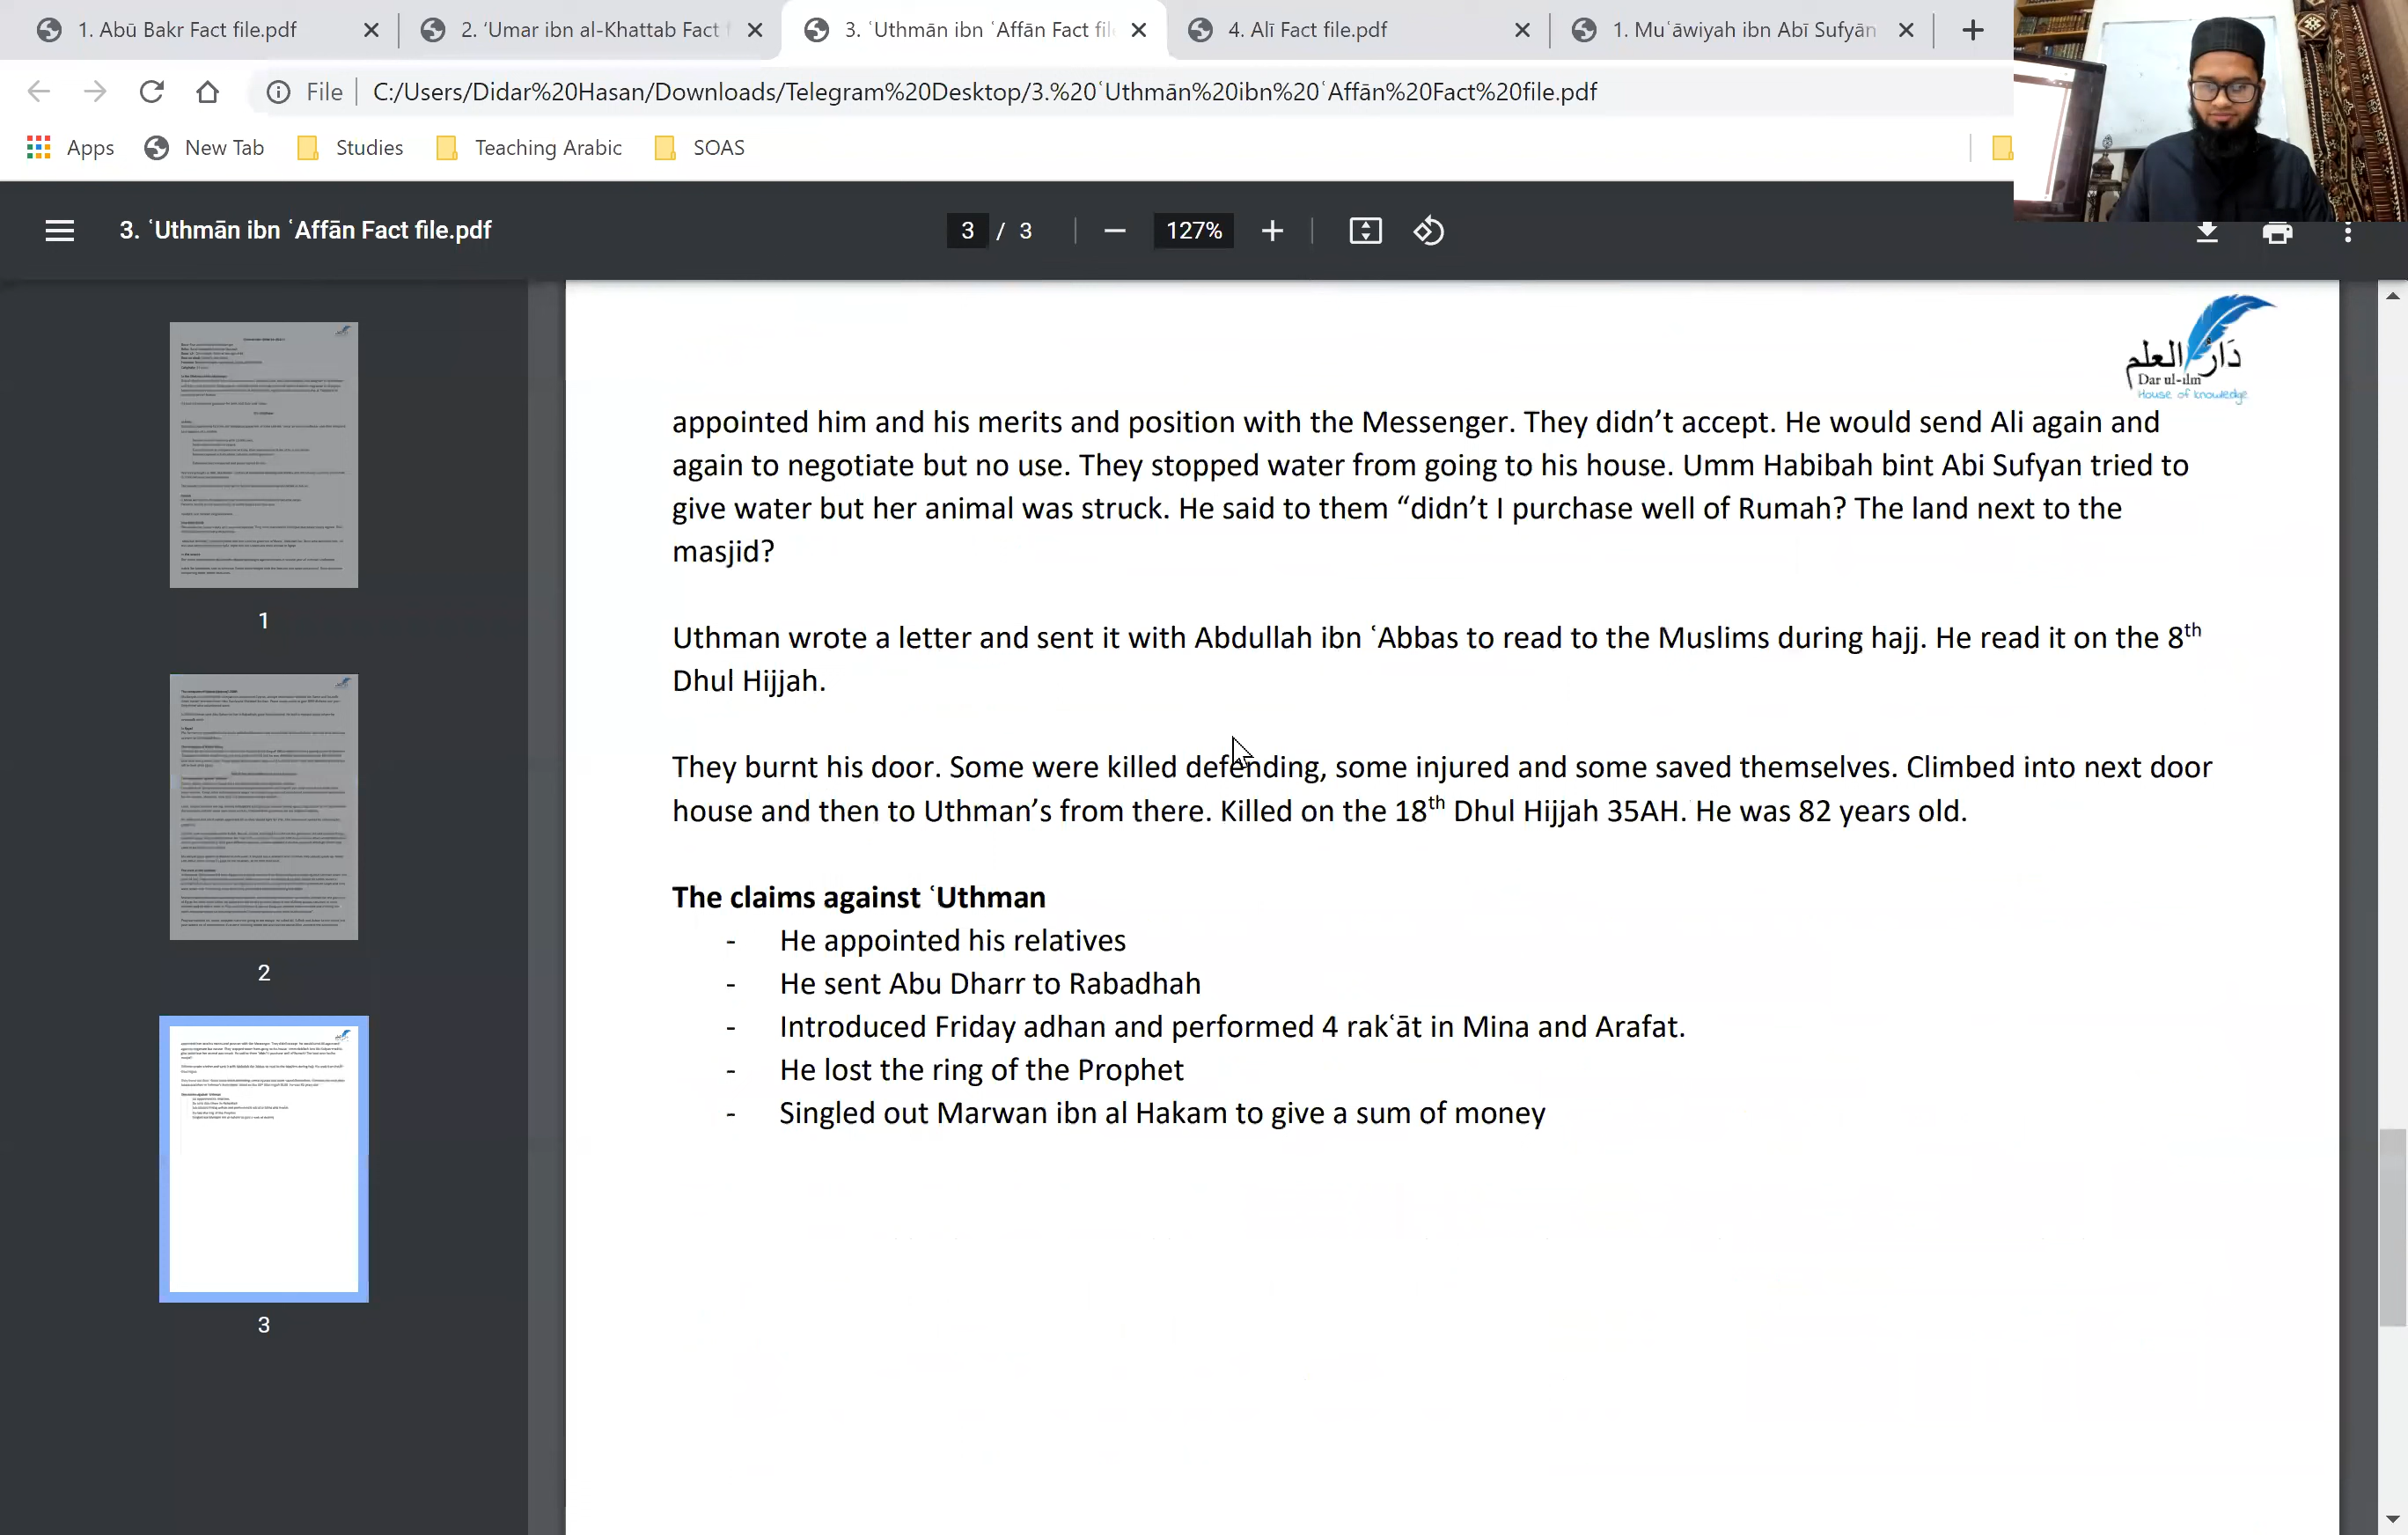 1. Abū Bakr Fact file.pdf
2. ʻUmar ibn al-Khattab Fact f
3. ʿUthmān ibn ʿAffān Fact fil
4. Alī Fact file.pdf
1. Muʿāwiyah ibn Abī Sufyān
File
C:/Users/Didar%20Hasan/Downloads/Telegram%20Desktop/3.%20ʿUthmān%20ibn%20ʿAffān%20Fact%20file.pdf
Apps
New Tab
Studies
Teaching Arabic
SOAS
3. ʿUthmān ibn ʿAffān Fact file.pdf
3 / 3
127%
1
2
3
دَار العلم
Dar ul-ilm
House of knowledge
appointed him and his merits and position with the Messenger. They didn’t accept. He would send Ali again and
again to negotiate but no use. They stopped water from going to his house. Umm Habibah bint Abi Sufyan tried to
give water but her animal was struck. He said to them “didn’t I purchase well of Rumah? The land next to the
masjid?
Uthman wrote a letter and sent it with Abdullah ibn ʿAbbas to read to the Muslims during hajj. He read it on the 8th
Dhul Hijjah.
They burnt his door. Some were killed defending, some injured and some saved themselves. Climbed into next door
house and then to Uthman’s from there. Killed on the 18th Dhul Hijjah 35AH. He was 82 years old.
The claims against ʿUthman
- He appointed his relatives
- He sent Abu Dharr to Rabadhah
- Introduced Friday adhan and performed 4 rakʿāt in Mina and Arafat.
- He lost the ring of the Prophet
- Singled out Marwan ibn al Hakam to give a sum of money